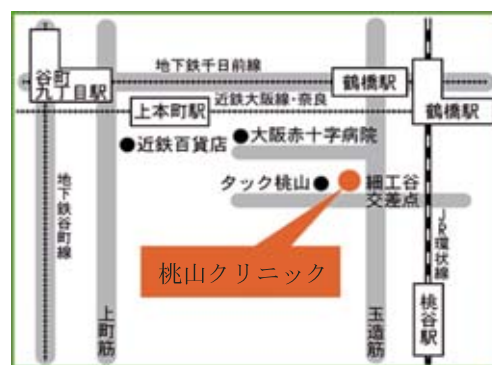 地下鉄千日前線
谷町
九丁目駅
鶴橋駅
近鉄大阪線・奈良
上本町駅
鶴橋駅
●近鉄百貨店
●大阪赤十字病院
タック桃山●
細工谷
交差点
地下鉄谷町線
JR環状線
桃山クリニック
上町筋
玉造筋
桃谷駅